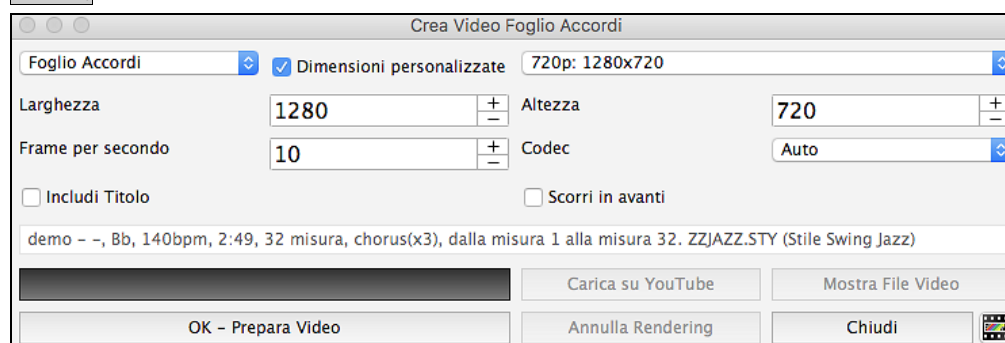 Crea Video Foglio Accordi
Foglio Accordi Dimensioni personalizzate 720p: 1280x720
Larghezza 1280 + − Altezza 720 + −
Frame per secondo 10 + − Codec Auto
Includi Titolo Scorri in avanti
demo – –, Bb, 140bpm, 2:49, 32 misura, chorus(x3), dalla misura 1 alla misura 32. ZZJAZZ.STY (Stile Swing Jazz)
Carica su YouTube Mostra File Video
OK – Prepara Video Annulla Rendering Chiudi